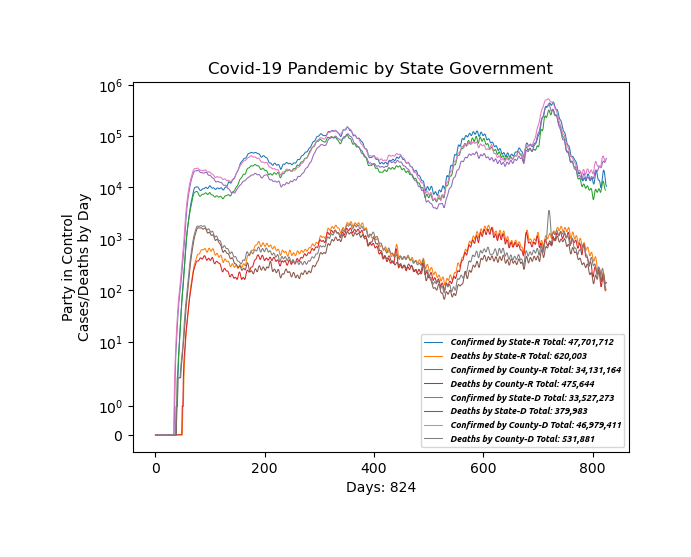 Covid-19 Pandemic by State Government
Party in Control
Cases/Deaths by Day
10^6
10^5
10^4
10^3
10^2
10^1
10^0
0
Confirmed by State-R Total: 47,701,712
Deaths by State-R Total: 620,003
Confirmed by County-R Total: 34,131,164
Deaths by County-R Total: 475,644
Confirmed by State-D Total: 33,527,273
Deaths by State-D Total: 379,983
Confirmed by County-D Total: 46,979,411
Deaths by County-D Total: 531,881
0 200 400 600 800
Days: 824